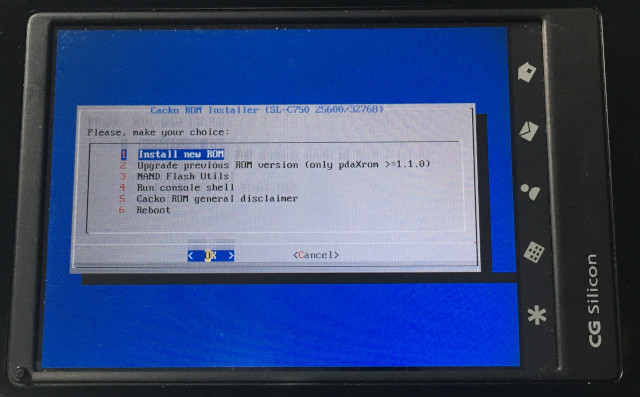 Cacko ROM Installer (SL-C750 25600/32768)
Please, make your choice:
1 Install new ROM
2 Upgrade previous ROM version (only pdaXrom >=1.1.0)
3 NAND Flash Utils
4 Run console shell
5 Cacko ROM general disclaimer
6 Reboot
< OK > <Cancel>
CG Silicon